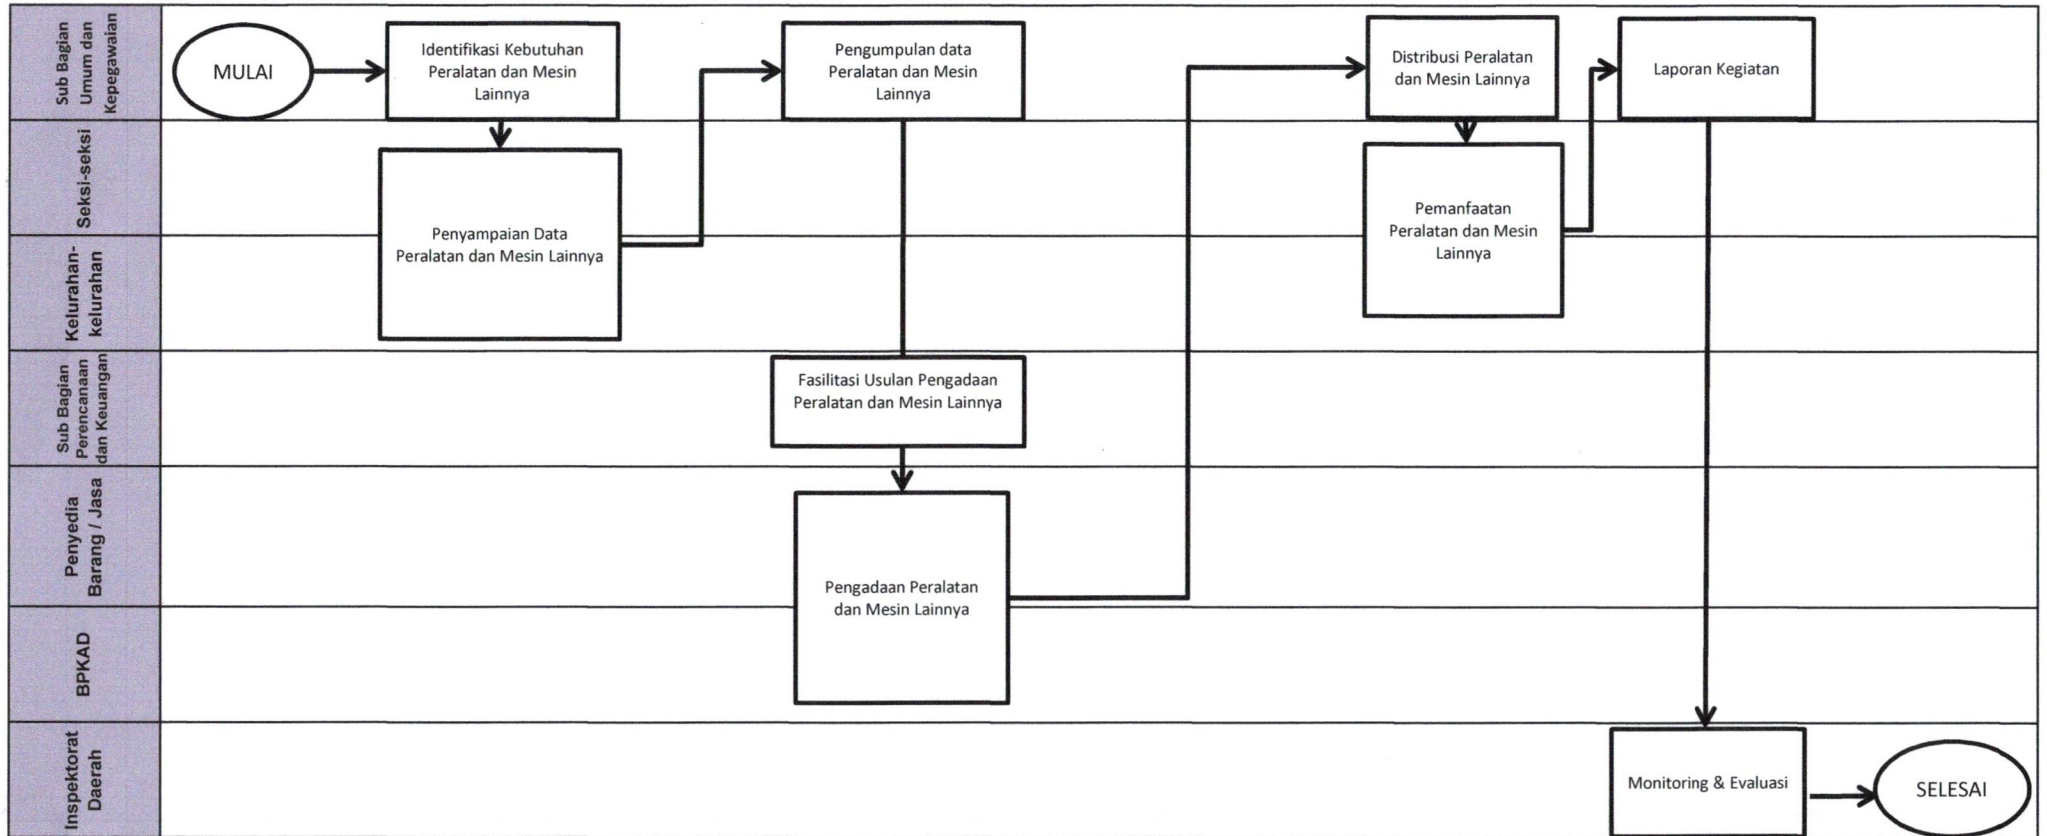 Sub Bagian
Umum dan
Kepegawaian
MULAI
Identifikasi Kebutuhan
Peralatan dan Mesin
Lainnya
Pengumpulan data
Peralatan dan Mesin
Lainnya
Distribusi Peralatan
dan Mesin Lainnya
Laporan Kegiatan
Seksi-seksi
Kelurahan-
kelurahan
Penyampaian Data
Peralatan dan Mesin Lainnya
Pemanfaatan
Peralatan dan Mesin
Lainnya
Sub Bagian
Perencanaan
dan Keuangan
Fasilitasi Usulan Pengadaan
Peralatan dan Mesin Lainnya
Penyedia
Barang / Jasa
Pengadaan Peralatan
dan Mesin Lainnya
BPKAD
Inspektorat
Daerah
Monitoring & Evaluasi
SELESAI